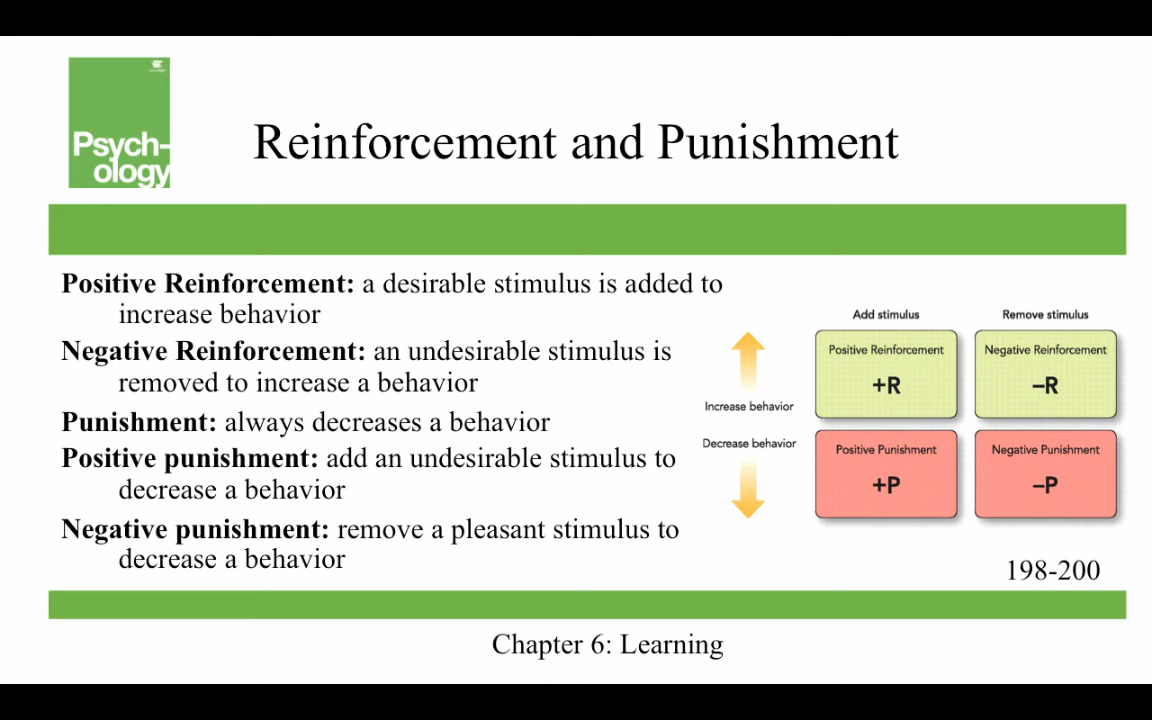 Psych-
ology
Reinforcement and Punishment
Positive Reinforcement: a desirable stimulus is added to
increase behavior
Negative Reinforcement: an undesirable stimulus is
removed to increase a behavior
Punishment: always decreases a behavior
Positive punishment: add an undesirable stimulus to
decrease a behavior
Negative punishment: remove a pleasant stimulus to
decrease a behavior
Add stimulus
Remove stimulus
Increase behavior
Positive Reinforcement
+R
Negative Reinforcement
–R
Decrease behavior
Positive Punishment
+P
Negative Punishment
–P
198-200
Chapter 6: Learning